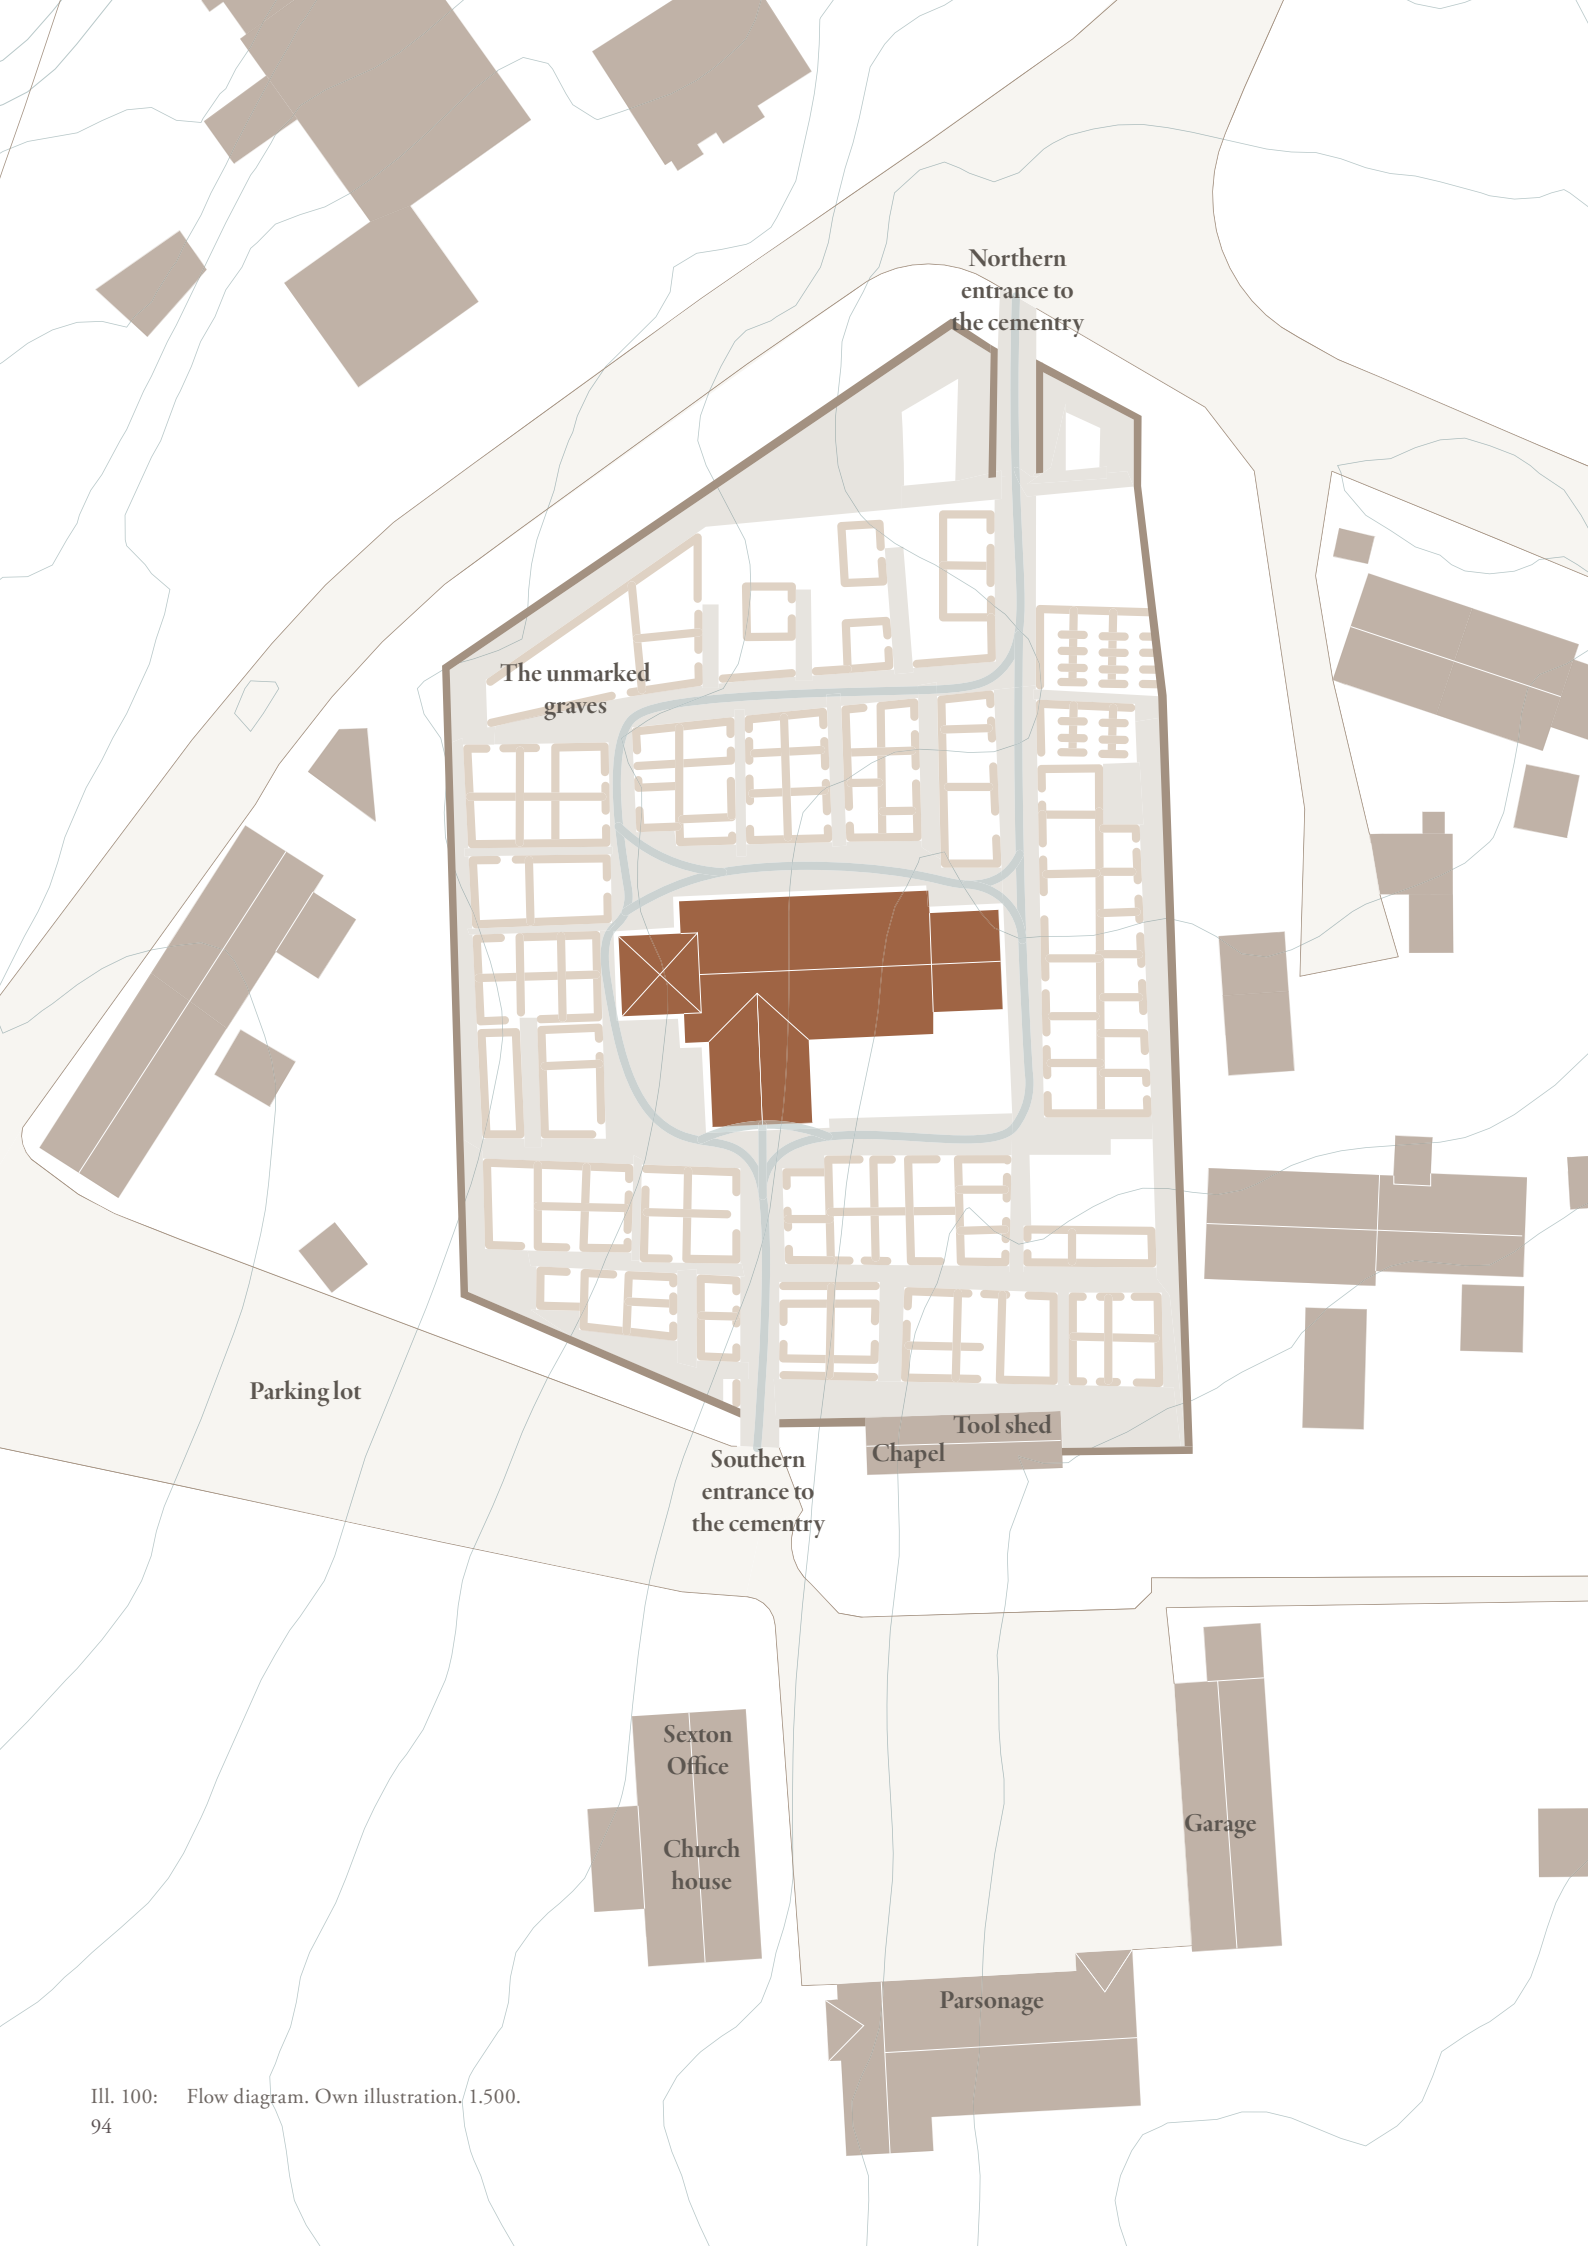 Northern
entrance to
the cementry
The unmarked
graves
Parking lot
Tool shed
Chapel
Southern
entrance to
the cementry
Sexton
Office
Church
house
Garage
Parsonage
Ill. 100: Flow diagram. Own illustration. 1.500.
94